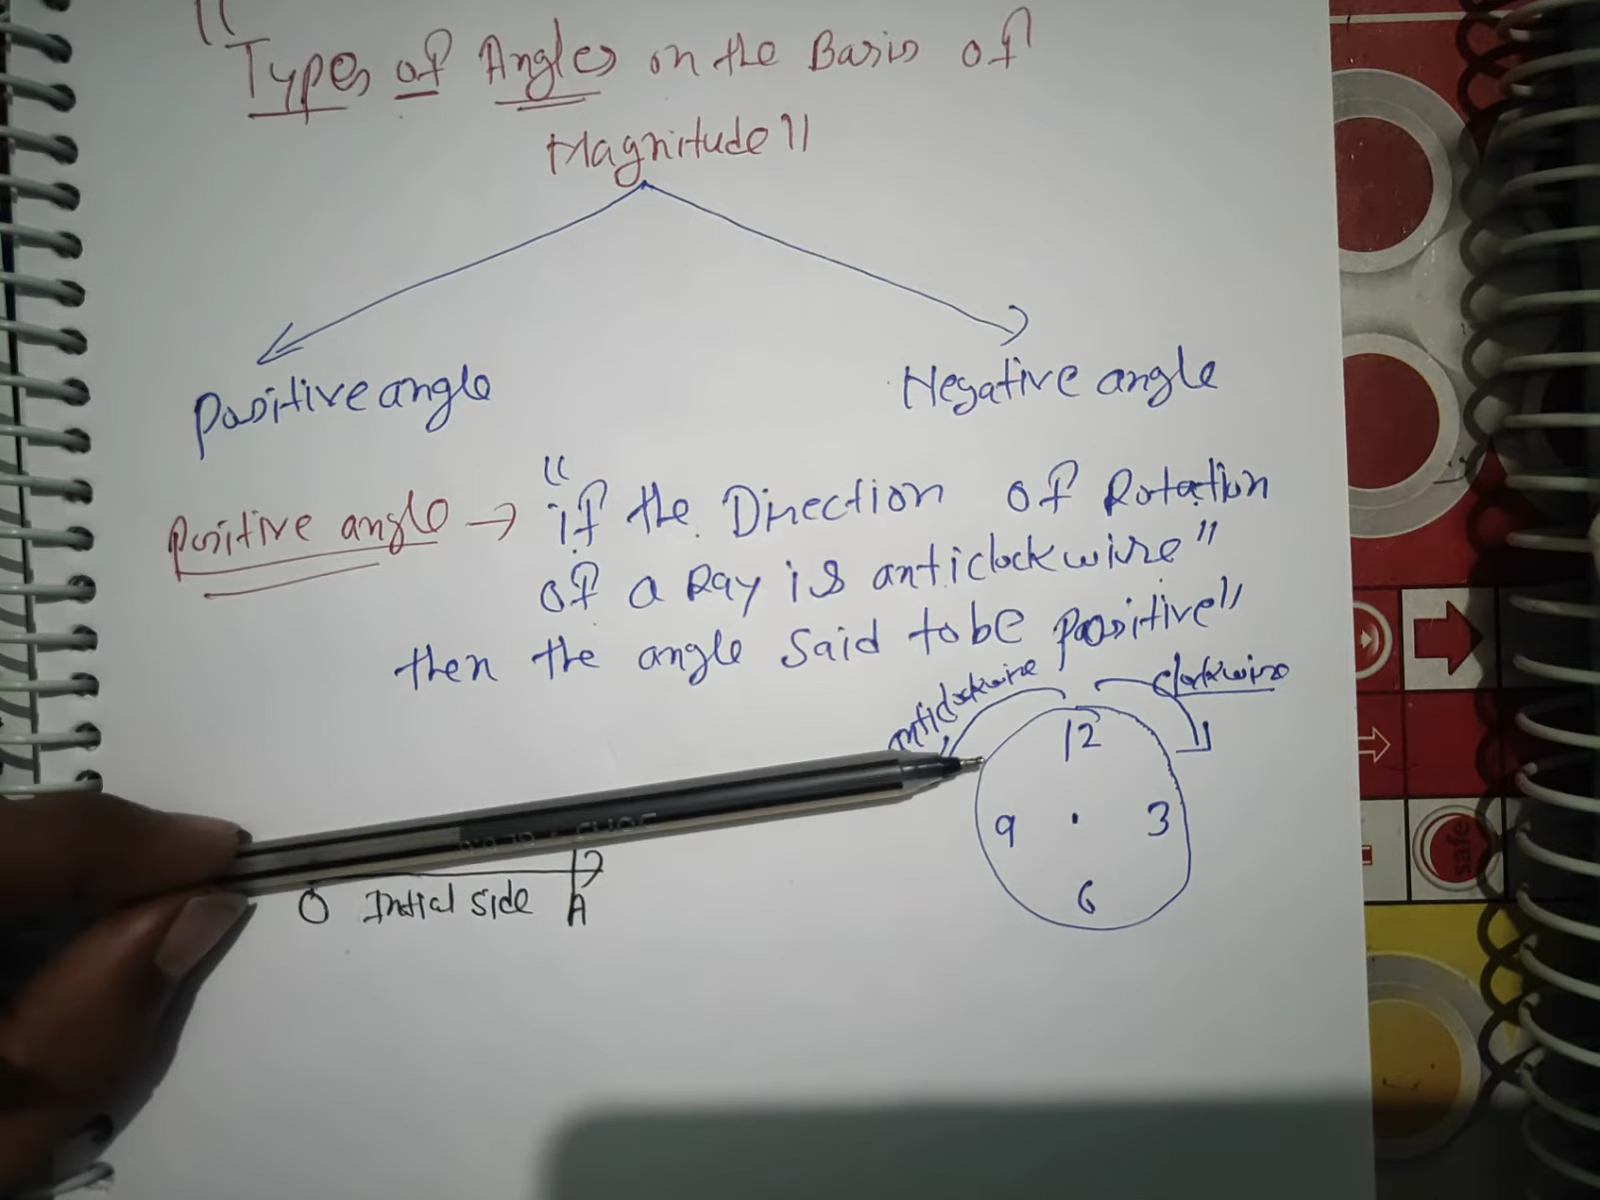 "Types of Angles on the Basis of
Magnitude"
Positive angle
Negative angle
Positive angle → "if the Direction of Rotation
of a Ray is anticlockwise"
then the angle said to be positive"
anticlockwise
clockwise
12
9 3
6
O Initial side A
safe